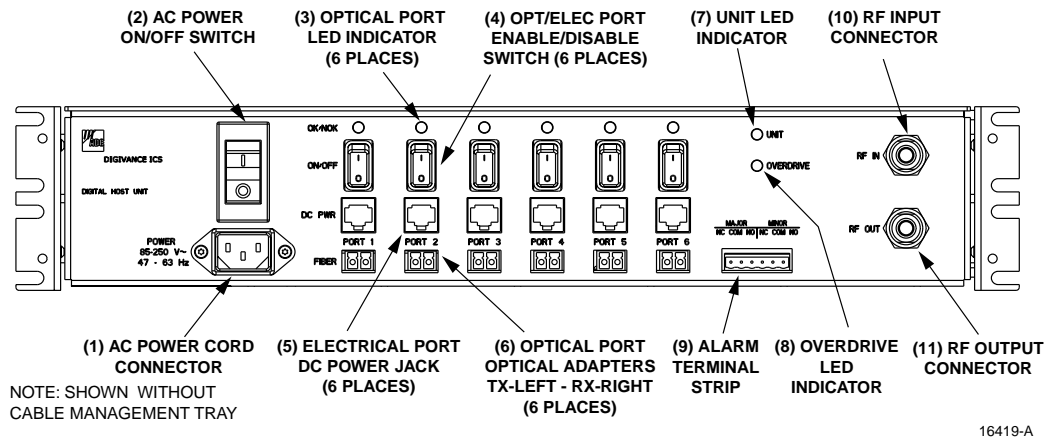 (2) AC POWER
ON/OFF SWITCH
(3) OPTICAL PORT
LED INDICATOR
(6 PLACES)
(4) OPT/ELEC PORT
ENABLE/DISABLE
SWITCH (6 PLACES)
(7) UNIT LED
INDICATOR
(10) RF INPUT
CONNECTOR
OK/NOK
UNIT
ADC
DIGIVANCE ICS
RF IN
ON/OFF
OVERDRIVE
DIGITAL HOST UNIT
DC PWR
MAJOR MINOR
NC COM NO NC COM NO
RF OUT
POWER
85-250 V~
47 - 63 Hz
PORT 1 PORT 2 PORT 3 PORT 4 PORT 5 PORT 6
FIBER
(1) AC POWER CORD
CONNECTOR
(5) ELECTRICAL PORT
DC POWER JACK
(6 PLACES)
(6) OPTICAL PORT
OPTICAL ADAPTERS
TX-LEFT - RX-RIGHT
(6 PLACES)
(9) ALARM
TERMINAL
STRIP
(8) OVERDRIVE
LED
INDICATOR
(11) RF OUTPUT
CONNECTOR
NOTE: SHOWN WITHOUT
CABLE MANAGEMENT TRAY
16419-A